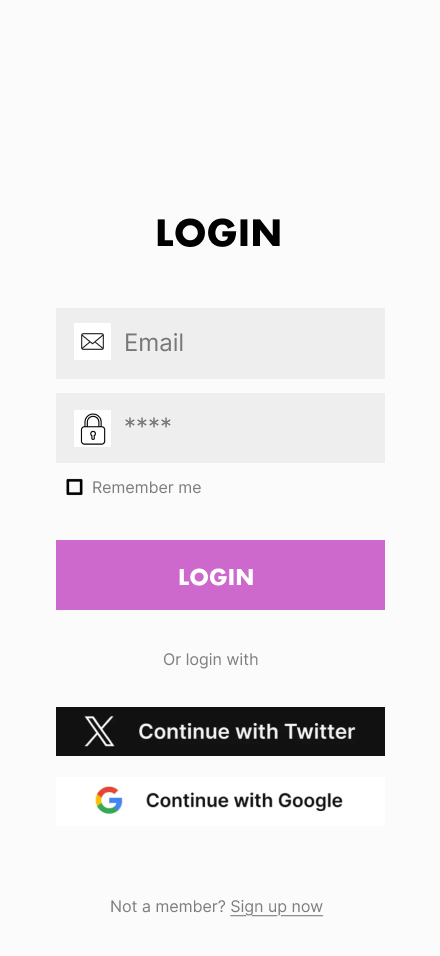 LOGIN
Email
****
Remember me
LOGIN
Or login with
Continue with Twitter
Continue with Google
Not a member? Sign up now